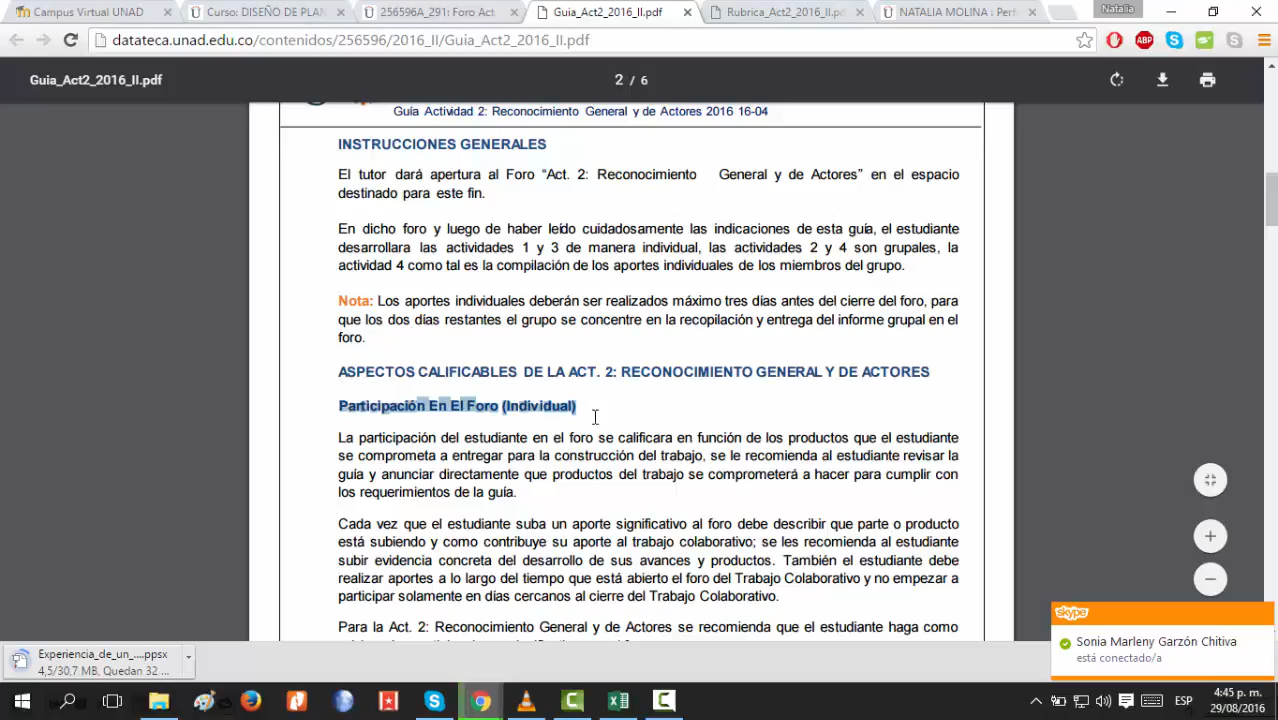 Campus Virtual UNAD
Curso: DISEÑO DE PLAN
256596A_291: Foro Act.
Guia_Act2_2016_II.pdf
Rubrica_Act2_2016_II.pd
NATALIA MOLINA : Perf
Natalia
datateca.unad.edu.co/contenidos/256596/2016_II/Guia_Act2_2016_II.pdf
ABP
Guia_Act2_2016_II.pdf
2 / 6
Guía Actividad 2: Reconocimiento General y de Actores 2016 16-04
INSTRUCCIONES GENERALES
El tutor dará apertura al Foro “Act. 2: Reconocimiento General y de Actores” en el espacio
destinado para este fin.
En dicho foro y luego de haber leído cuidadosamente las indicaciones de esta guía, el estudiante
desarrollara las actividades 1 y 3 de manera individual, las actividades 2 y 4 son grupales, la
actividad 4 como tal es la compilación de los aportes individuales de los miembros del grupo.
Nota: Los aportes individuales deberán ser realizados máximo tres días antes del cierre del foro, para
que los dos días restantes el grupo se concentre en la recopilación y entrega del informe grupal en el
foro.
ASPECTOS CALIFICABLES DE LA ACT. 2: RECONOCIMIENTO GENERAL Y DE ACTORES
Participación En El Foro (Individual)
La participación del estudiante en el foro se calificara en función de los productos que el estudiante
se comprometa a entregar para la construcción del trabajo, se le recomienda al estudiante revisar la
guía y anunciar directamente que productos del trabajo se comprometerá a hacer para cumplir con
los requerimientos de la guía.
Cada vez que el estudiante suba un aporte significativo al foro debe describir que parte o producto
está subiendo y como contribuye su aporte al trabajo colaborativo; se les recomienda al estudiante
subir evidencia concreta del desarrollo de sus avances y productos. También el estudiante debe
realizar aportes a lo largo del tiempo que está abierto el foro del Trabajo Colaborativo y no empezar a
participar solamente en días cercanos al cierre del Trabajo Colaborativo.
Para la Act. 2: Reconocimiento General y de Actores se recomienda que el estudiante haga como
skype
Sonia Marleny Garzón Chitiva
está conectado/a
Experiencia_de_un_....ppsx
4,5/30,7 MB, Quedan 32 ...
ESP
4:45 p. m.
29/08/2016